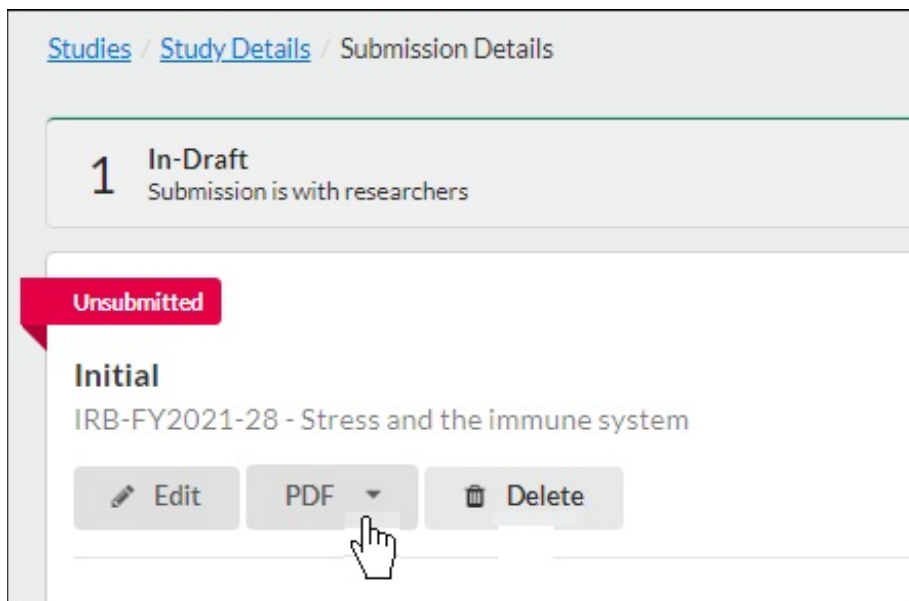 Studies / Study Details / Submission Details
1
In-Draft
Submission is with researchers
Unsubmitted
Initial
IRB-FY2021-28 - Stress and the immune system
Edit PDF Delete